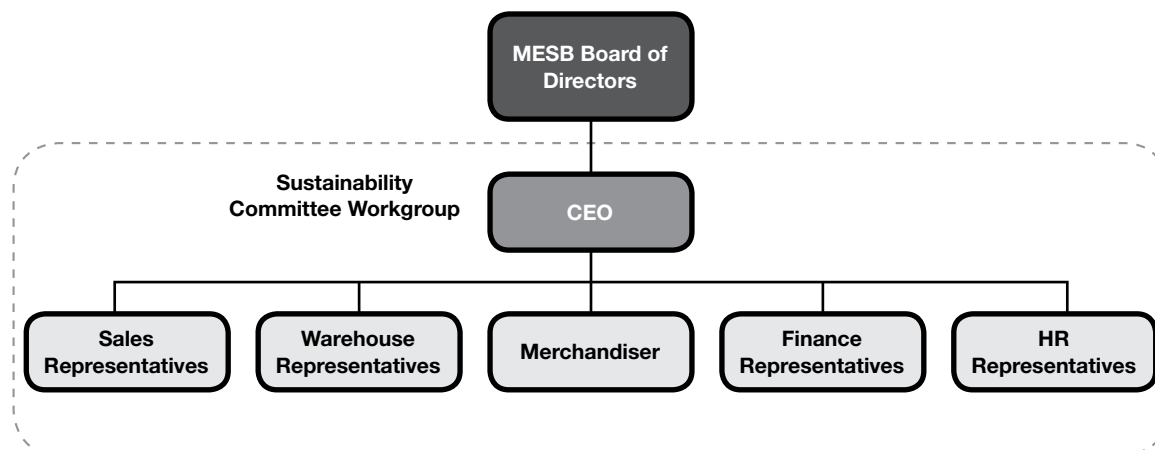 MESB Board of
Directors
Sustainability
Committee Workgroup
CEO
Sales
Representatives
Warehouse
Representatives
Merchandiser
Finance
Representatives
HR
Representatives